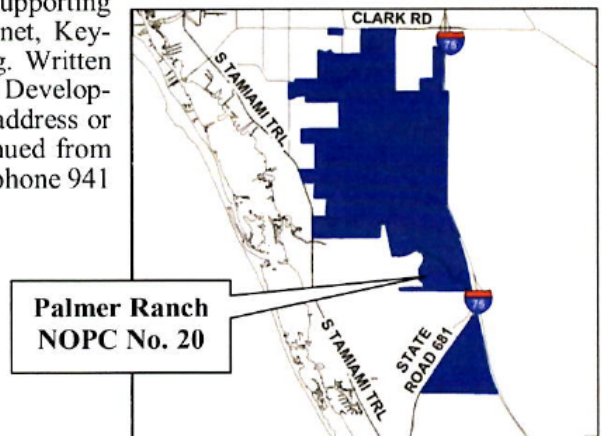 upporting
net, Key-
g. Written
Develop-
address or
nued from
phone 941
CLARK RD
75
S TAMIAMI TRL
Palmer Ranch
NOPC No. 20
75
S TAMIAMI TRL
STATE
ROAD 681